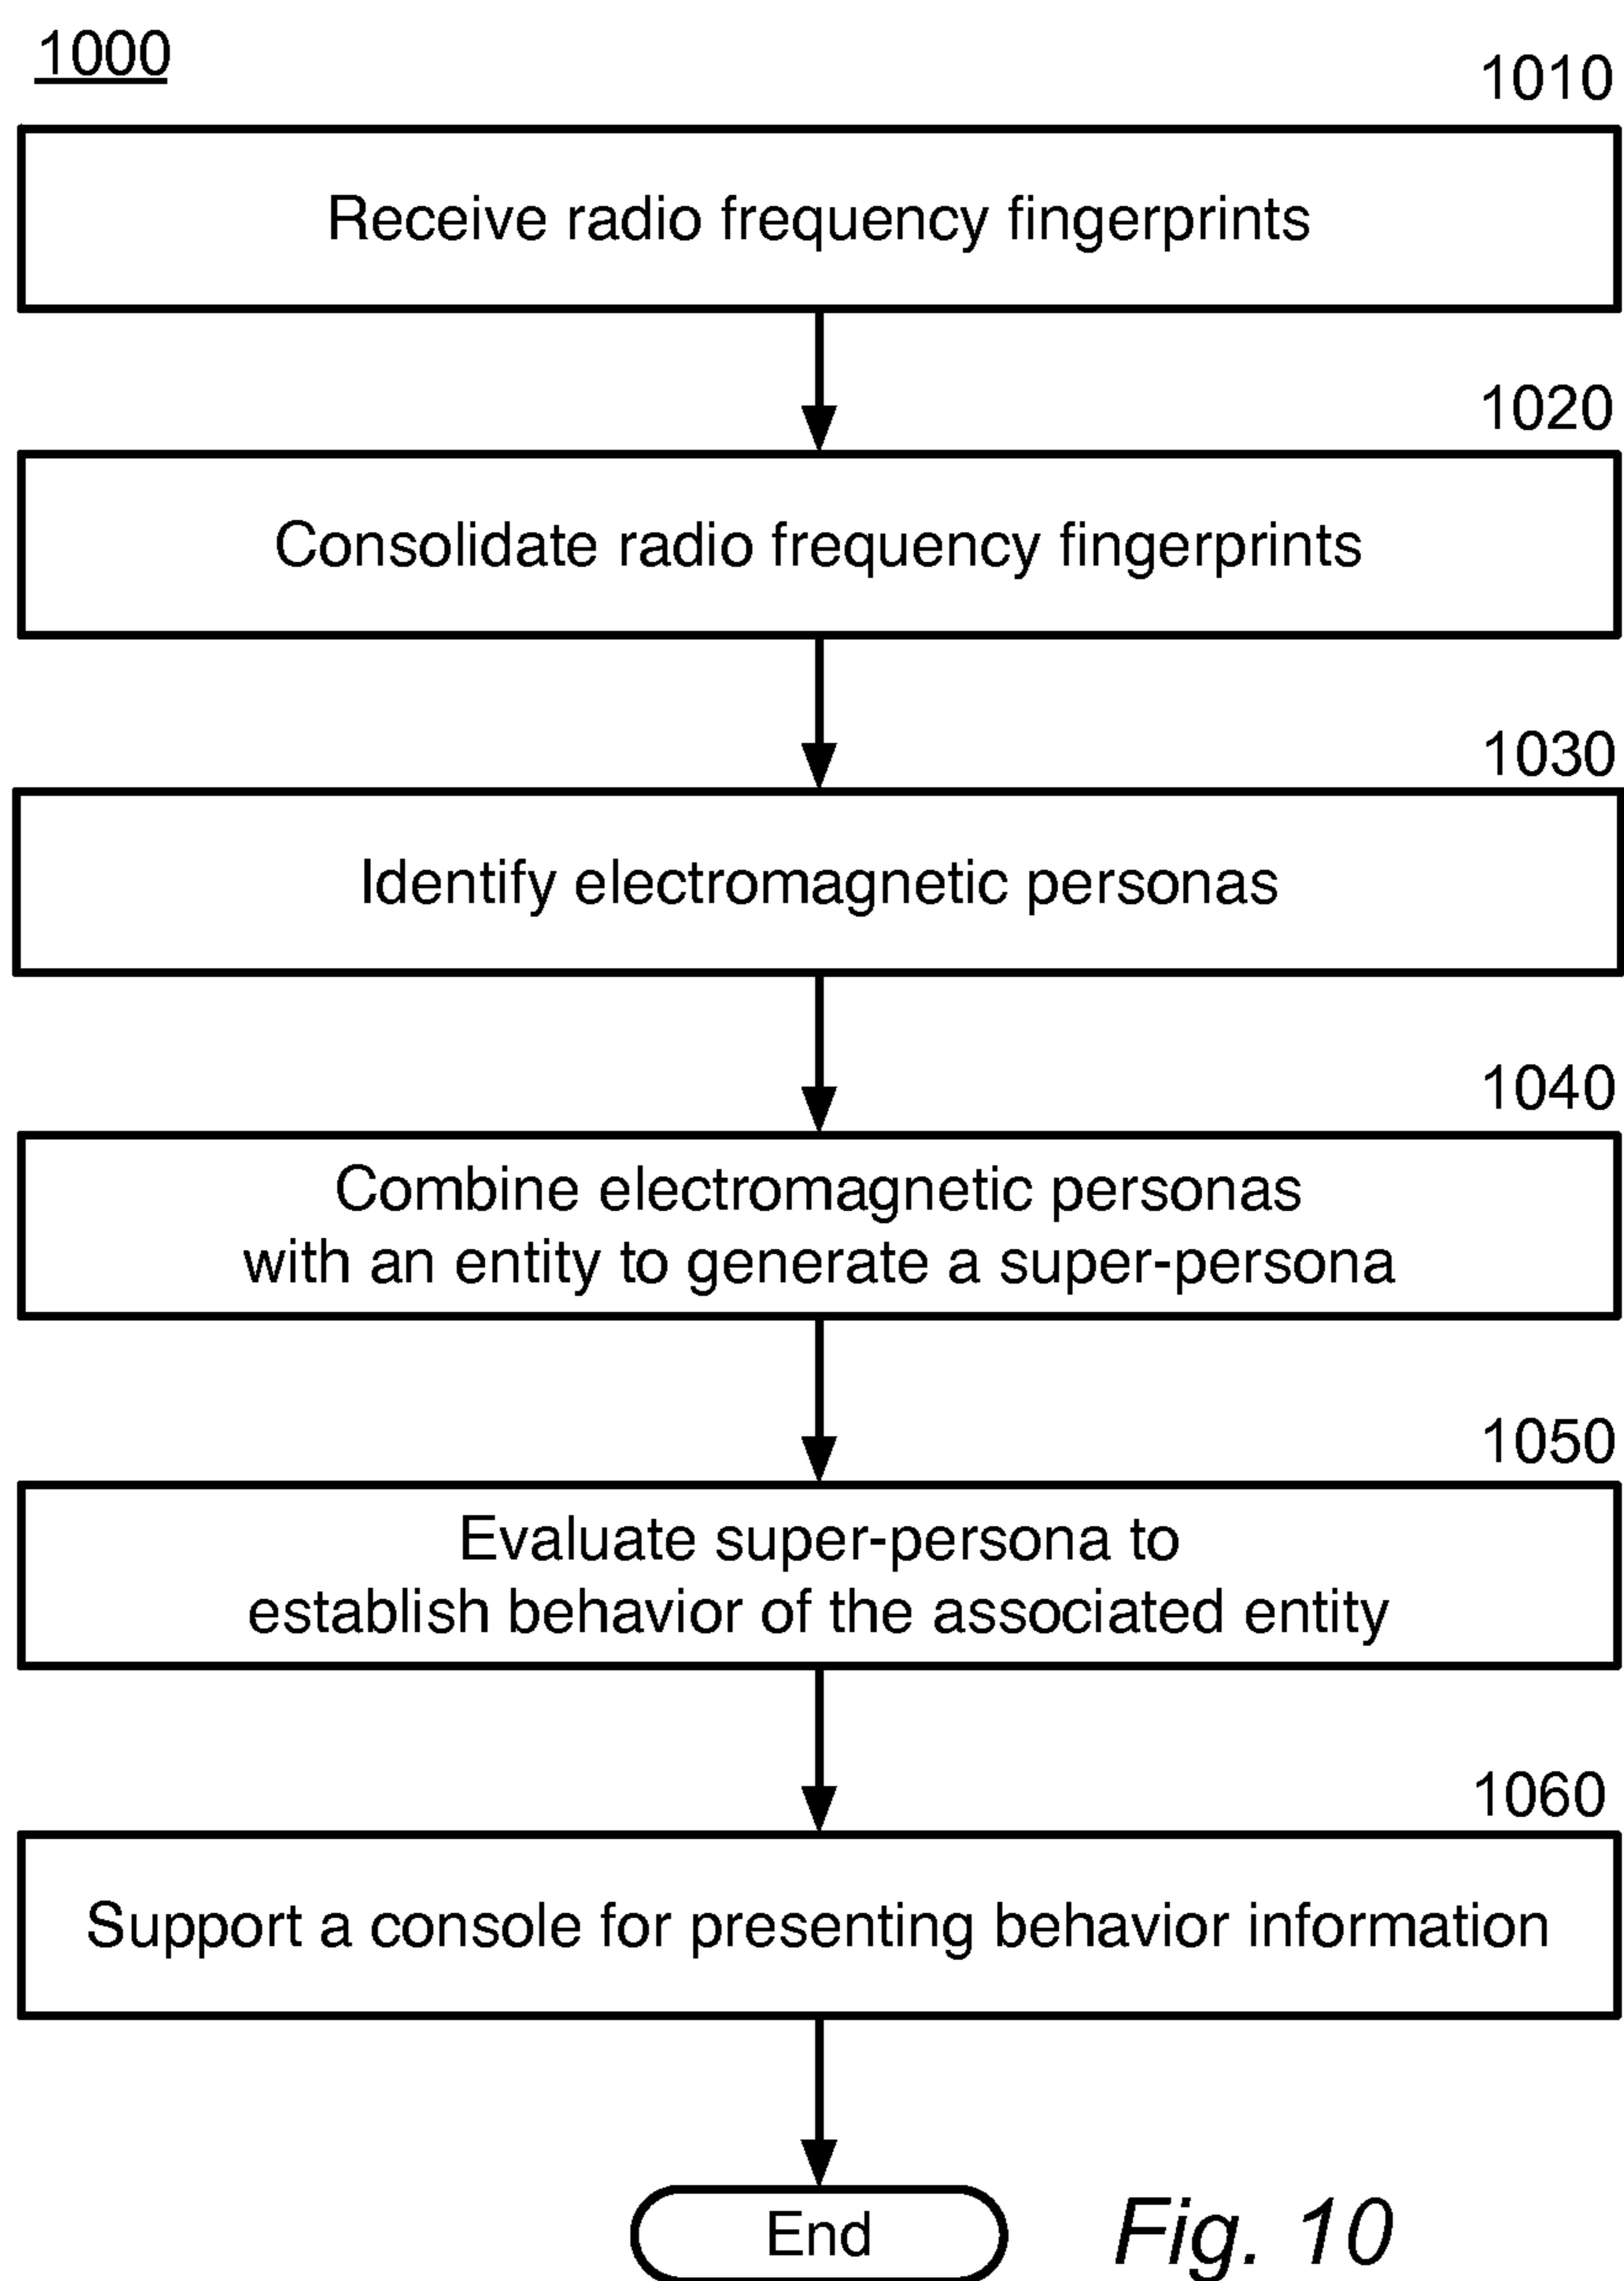 1000
1010
Receive radio frequency fingerprints
1020
Consolidate radio frequency fingerprints
1030
Identify electromagnetic personas
1040
Combine electromagnetic personas
with an entity to generate a super-persona
1050
Evaluate super-persona to
establish behavior of the associated entity
1060
Support a console for presenting behavior information
End
Fig. 10